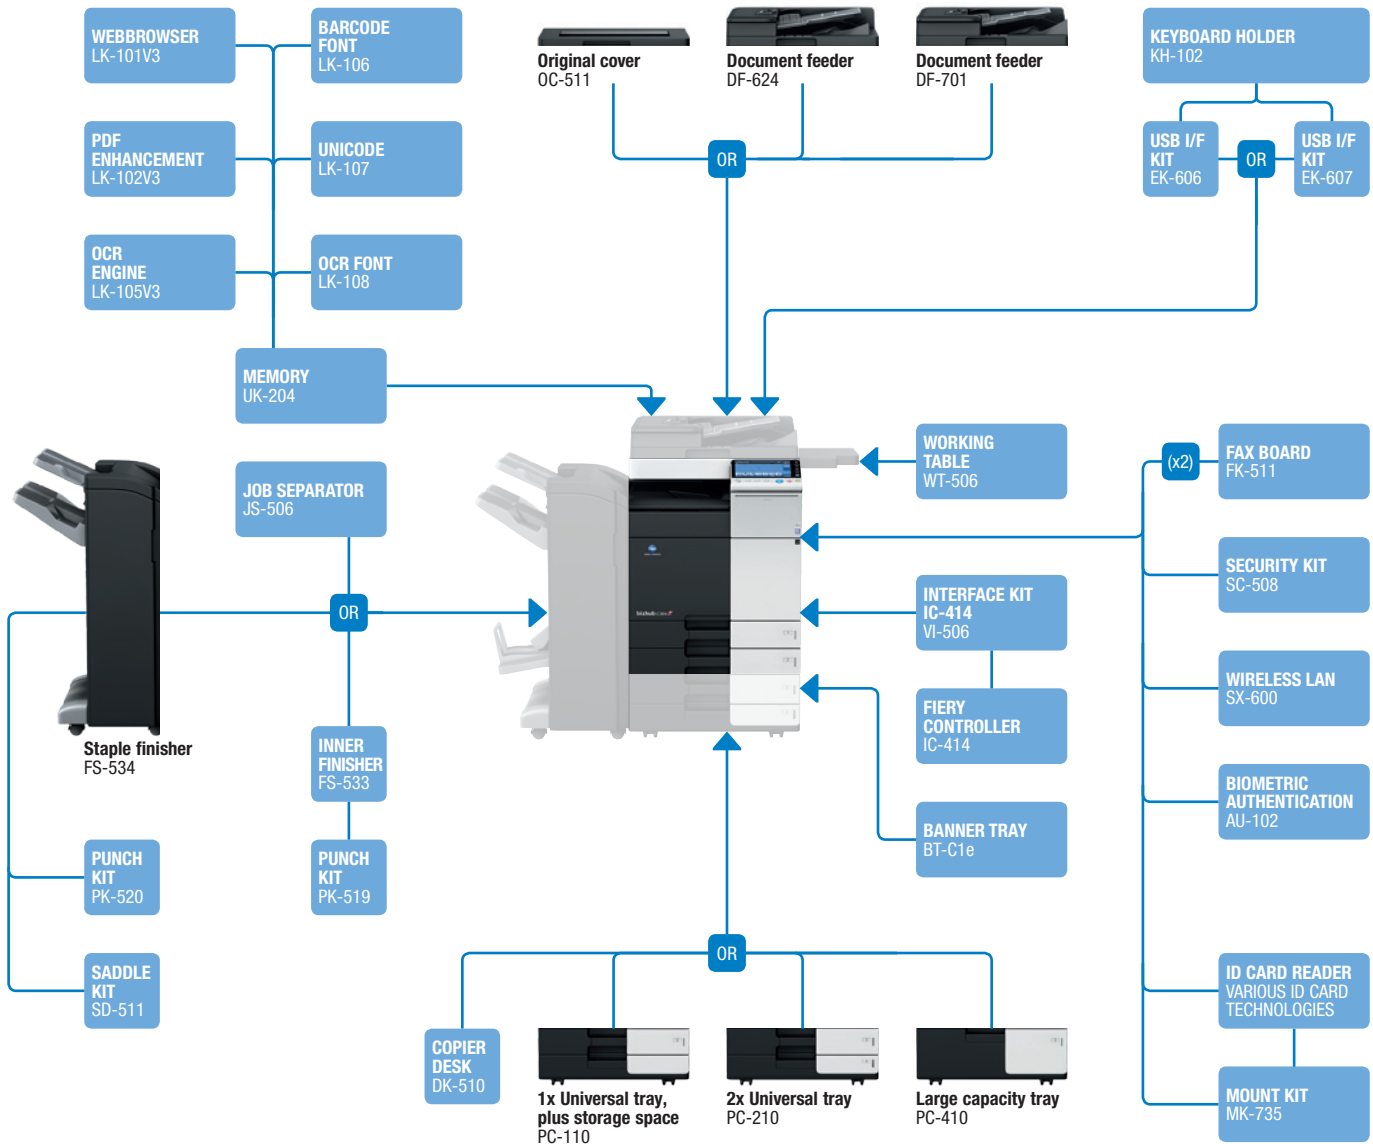 WEBBROWSER
LK-101V3
BARCODE
FONT
LK-106
Original cover
OC-511
Document feeder
DF-624
Document feeder
DF-701
KEYBOARD HOLDER
KH-102
PDF
ENHANCEMENT
LK-102V3
UNICODE
LK-107
OR
USB I/F
KIT
EK-606
OR
USB I/F
KIT
EK-607
OCR
ENGINE
LK-105V3
OCR FONT
LK-108
MEMORY
UK-204
WORKING
TABLE
WT-506
(x2)
FAX BOARD
FK-511
JOB SEPARATOR
JS-506
SECURITY KIT
SC-508
OR
bizhub
INTERFACE KIT
IC-414
VI-506
WIRELESS LAN
SX-600
FIERY
CONTROLLER
IC-414
Staple finisher
FS-534
INNER
FINISHER
FS-533
BIOMETRIC
AUTHENTICATION
AU-102
BANNER TRAY
BT-C1e
PUNCH
KIT
PK-520
PUNCH
KIT
PK-519
OR
SADDLE
KIT
SD-511
ID CARD READER
VARIOUS ID CARD
TECHNOLOGIES
COPIER
DESK
DK-510
1x Universal tray,
plus storage space
PC-110
2x Universal tray
PC-210
Large capacity tray
PC-410
MOUNT KIT
MK-735